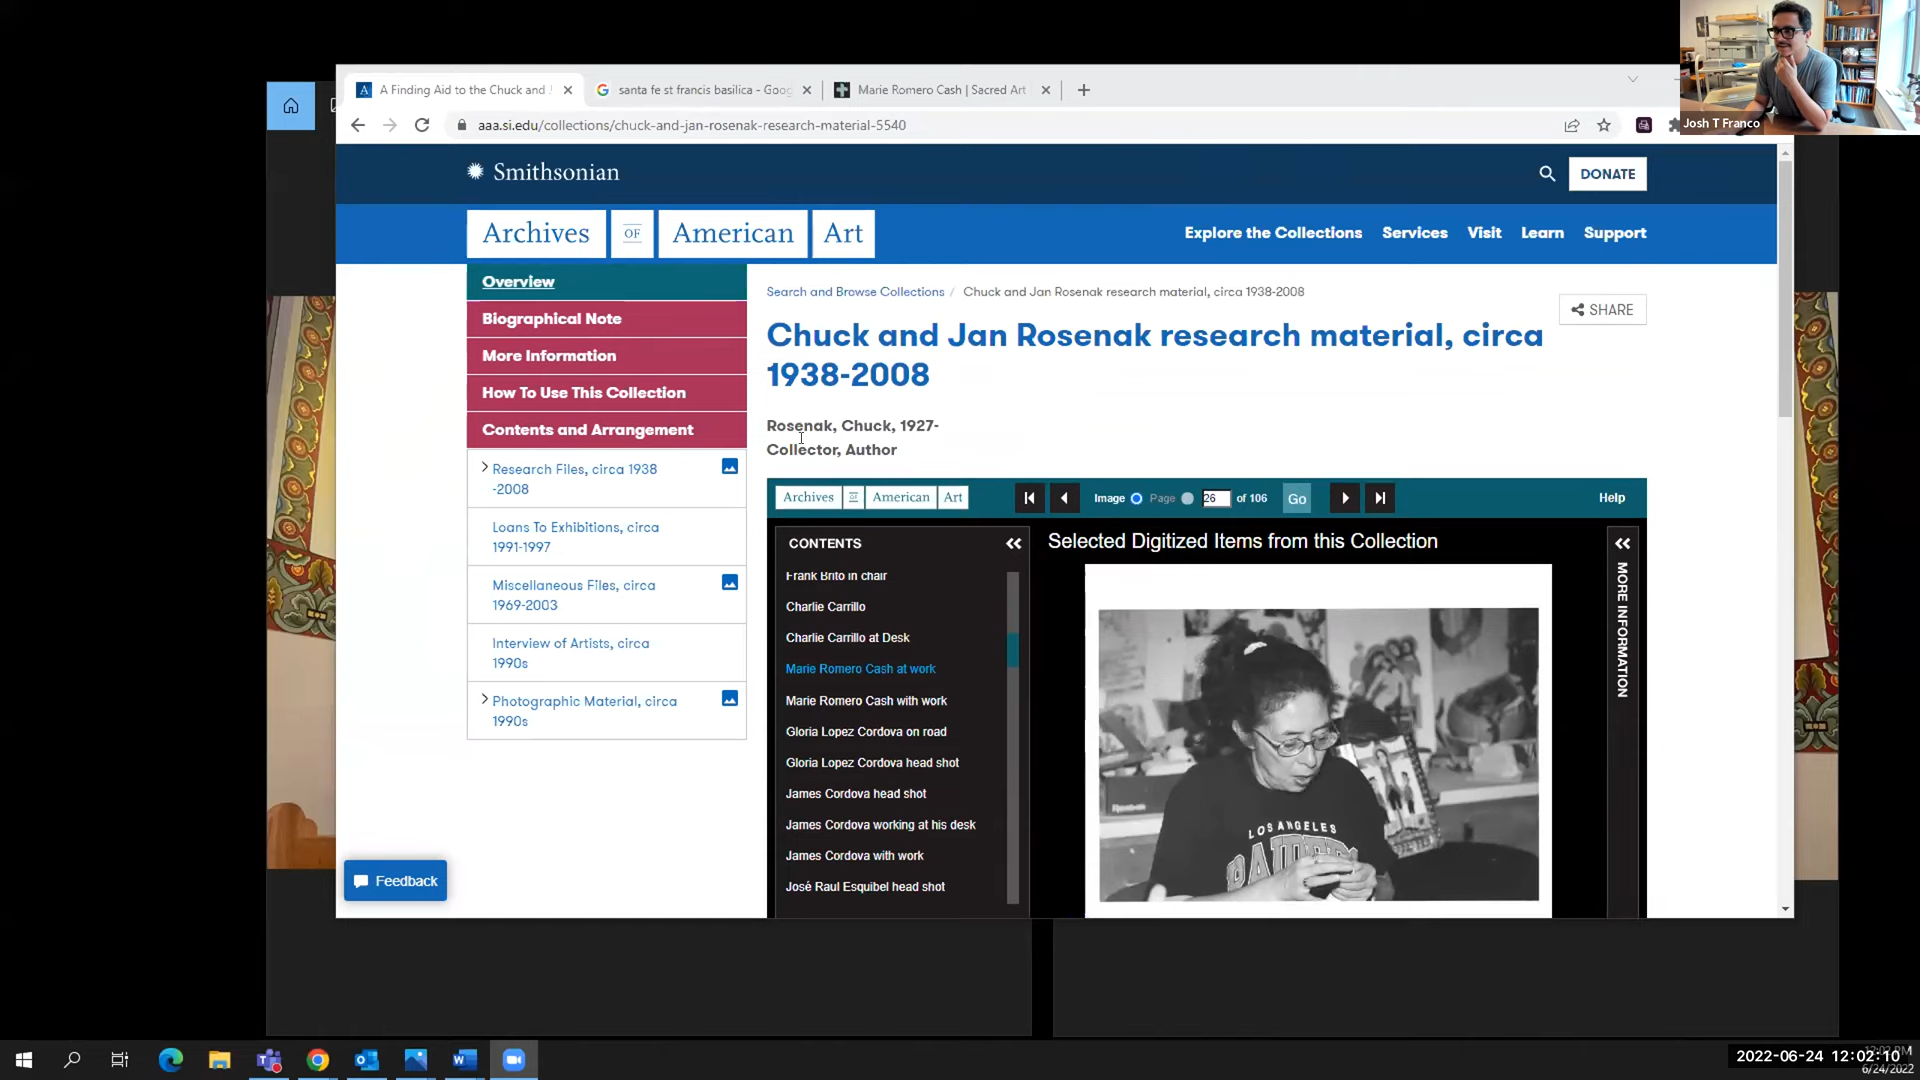 A Finding Aid to the Chuck and
santa fe st francis basilica - Goog
Marie Romero Cash | Sacred Art
aaa.si.edu/collections/chuck-and-jan-rosenak-research-material-5540
Josh T Franco
Smithsonian
DONATE
Archives OF American Art
Explore the Collections Services Visit Learn Support
Overview
Biographical Note
More Information
How To Use This Collection
Contents and Arrangement
Research Files, circa 1938
-2008
Loans To Exhibitions, circa
1991-1997
Miscellaneous Files, circa
1969-2003
Interview of Artists, circa
1990s
Photographic Material, circa
1990s
Feedback
Search and Browse Collections / Chuck and Jan Rosenak research material, circa 1938-2008
SHARE
Chuck and Jan Rosenak research material, circa
1938-2008
Rosenak, Chuck, 1927-
Collector, Author
Archives OF American Art
Image Page 26 of 106 Go
Help
CONTENTS
Frank Brito in chair
Charlie Carrillo
Charlie Carrillo at Desk
Marie Romero Cash at work
Marie Romero Cash with work
Gloria Lopez Cordova on road
Gloria Lopez Cordova head shot
James Cordova head shot
James Cordova working at his desk
James Cordova with work
José Raul Esquibel head shot
Selected Digitized Items from this Collection
MORE INFORMATION
LOS ANGELES
2022-06-24 12:02:10
6/24/2022